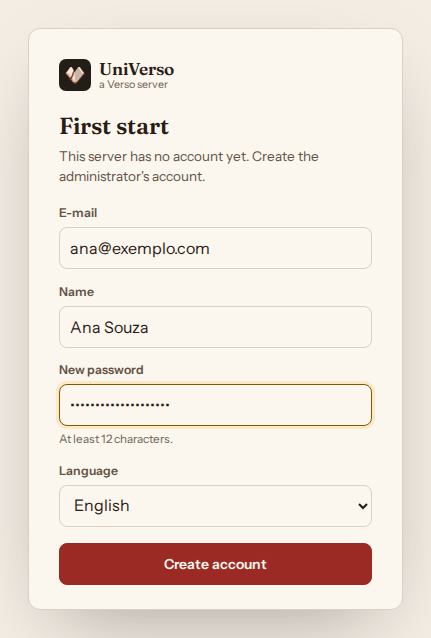 UniVerso
a Verso server
First start
This server has no account yet. Create the
administrator's account.
E-mail
ana@exemplo.com
Name
Ana Souza
New password
••••••••••••••••••••
At least 12 characters.
Language
English
Create account